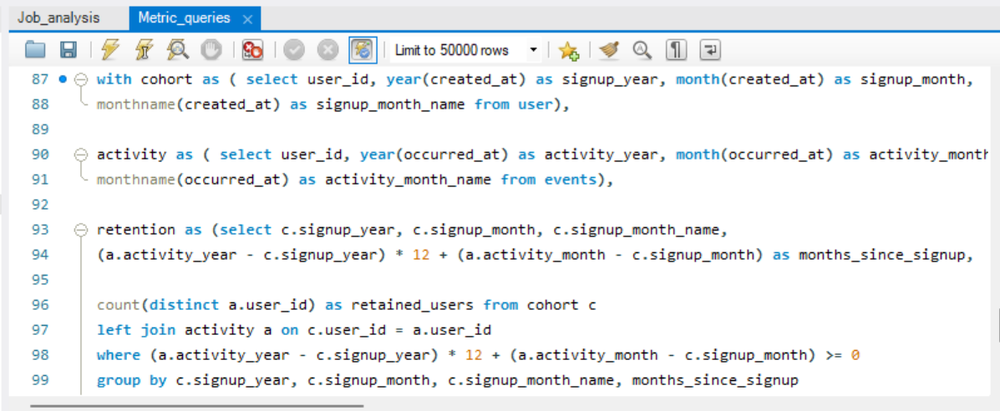 Job_analysis Metric_queries
Limit to 50000 rows
87 with cohort as ( select user_id, year(created_at) as signup_year, month(created_at) as signup_month,
88 monthname(created_at) as signup_month_name from user),
89
90 activity as ( select user_id, year(occurred_at) as activity_year, month(occurred_at) as activity_month
91 monthname(occurred_at) as activity_month_name from events),
92
93 retention as (select c.signup_year, c.signup_month, c.signup_month_name,
94 (a.activity_year - c.signup_year) * 12 + (a.activity_month - c.signup_month) as months_since_signup,
95
96 count(distinct a.user_id) as retained_users from cohort c
97 left join activity a on c.user_id = a.user_id
98 where (a.activity_year - c.signup_year) * 12 + (a.activity_month - c.signup_month) >= 0
99 group by c.signup_year, c.signup_month, c.signup_month_name, months_since_signup